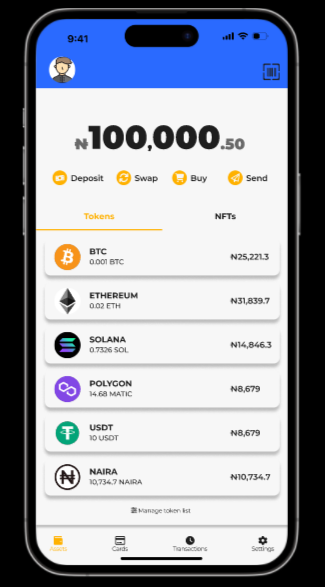 9:41
₦100,000.50
Deposit Swap Buy Send
Tokens NFTs
BTC
0.001 BTC
₦25,221.3
ETHEREUM
0.02 ETH
₦31,839.7
SOLANA
0.7326 SOL
₦14,846.3
POLYGON
14.68 MATIC
₦8,679
USDT
10 USDT
₦8,679
NAIRA
10,734.7 NAIRA
₦10,734.7
Manage token list
Assets Cards Transactions Settings